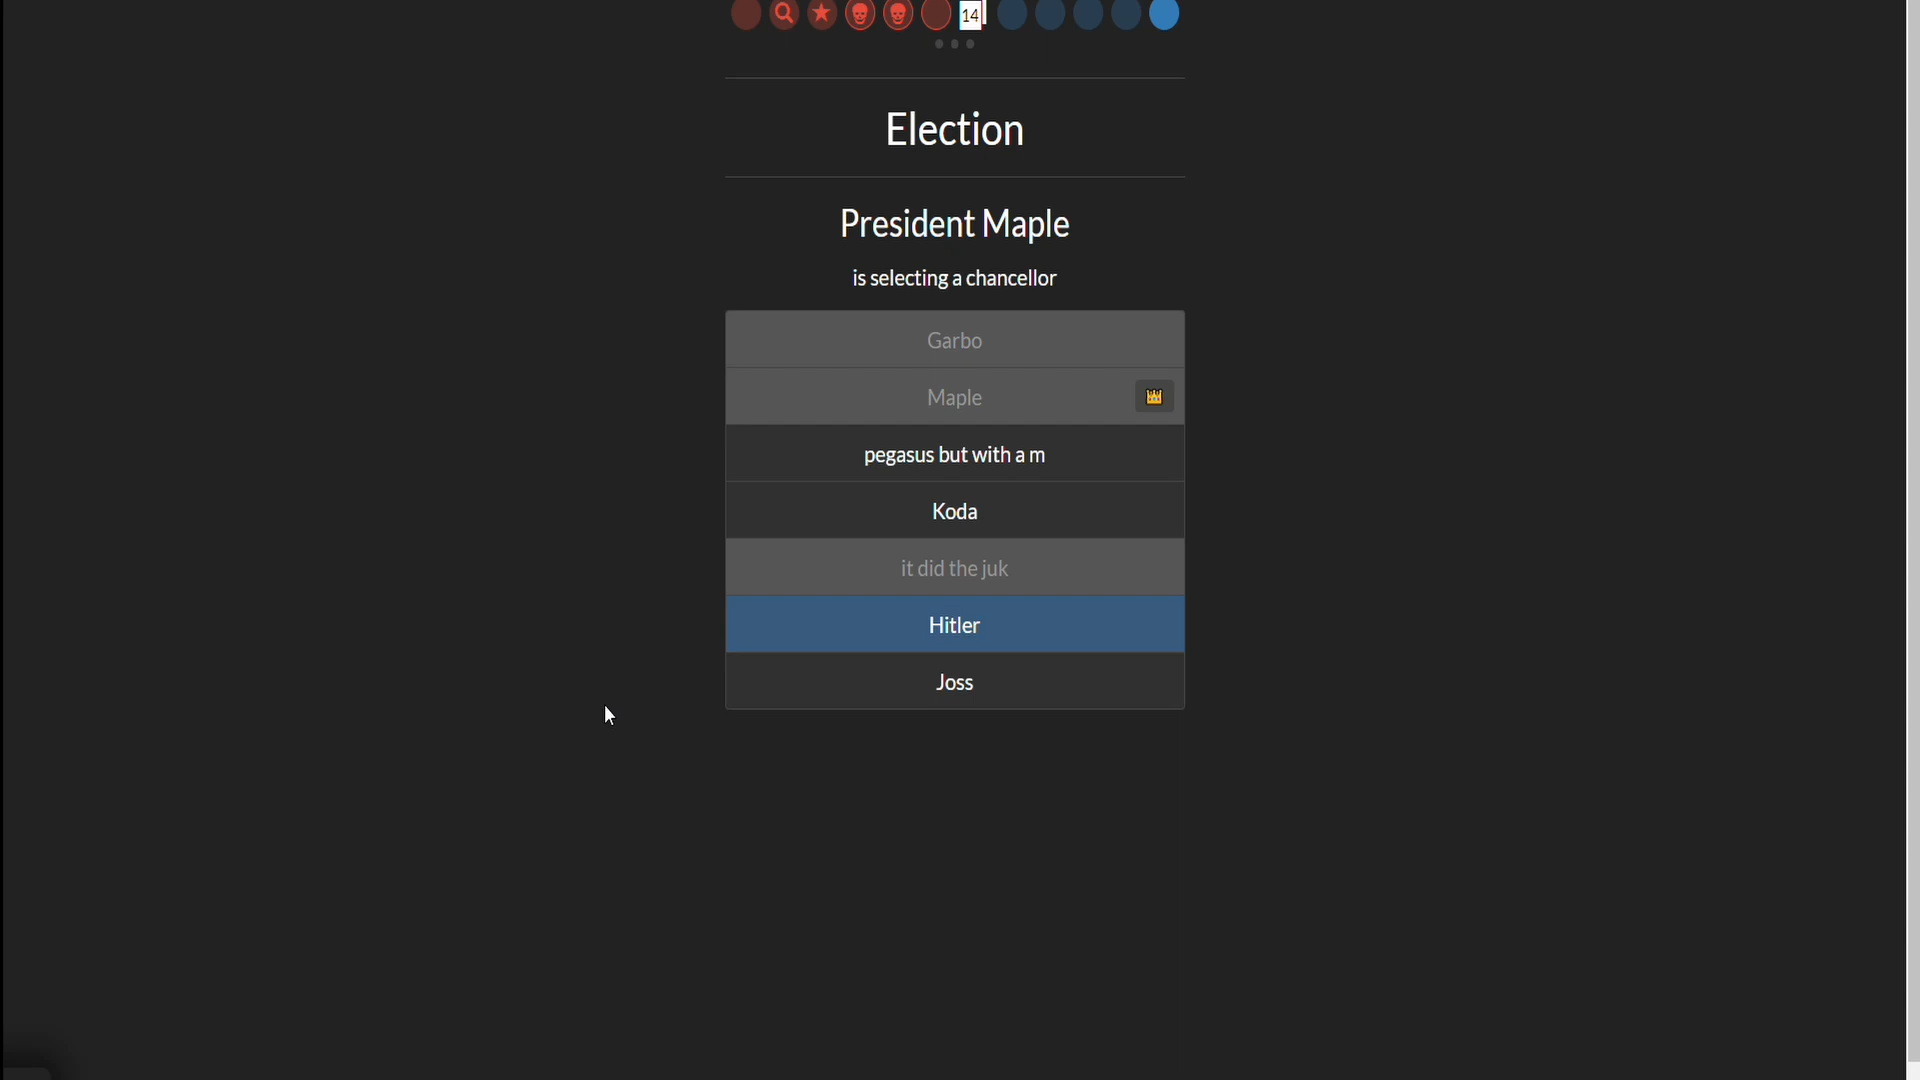 14
Election
President Maple
is selecting a chancellor
Garbo
Maple
pegasus but with a m
Koda
it did the juk
Hitler
Joss